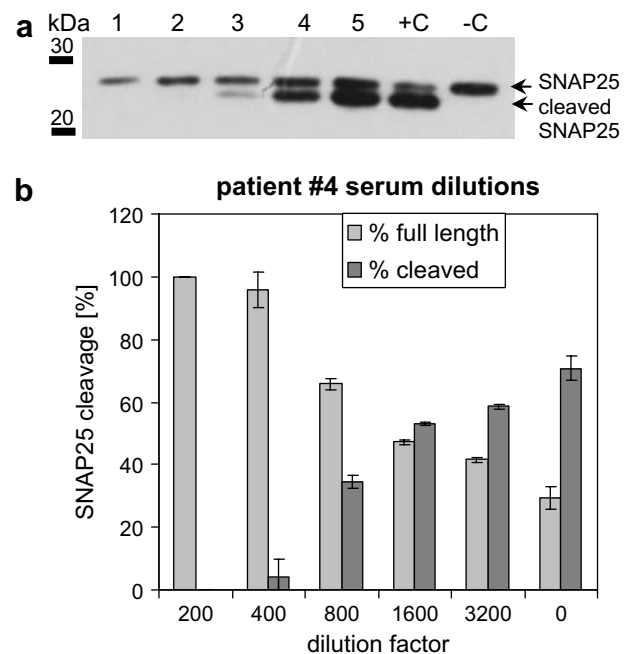 a kDa 1 2 3 4 5 +C -C
30
SNAP25
cleaved
20 SNAP25
b patient #4 serum dilutions
120
% full length
% cleaved
100
80
60
40
20
0
SNAP25 cleavage [%]
200 400 800 1600 3200 0
dilution factor